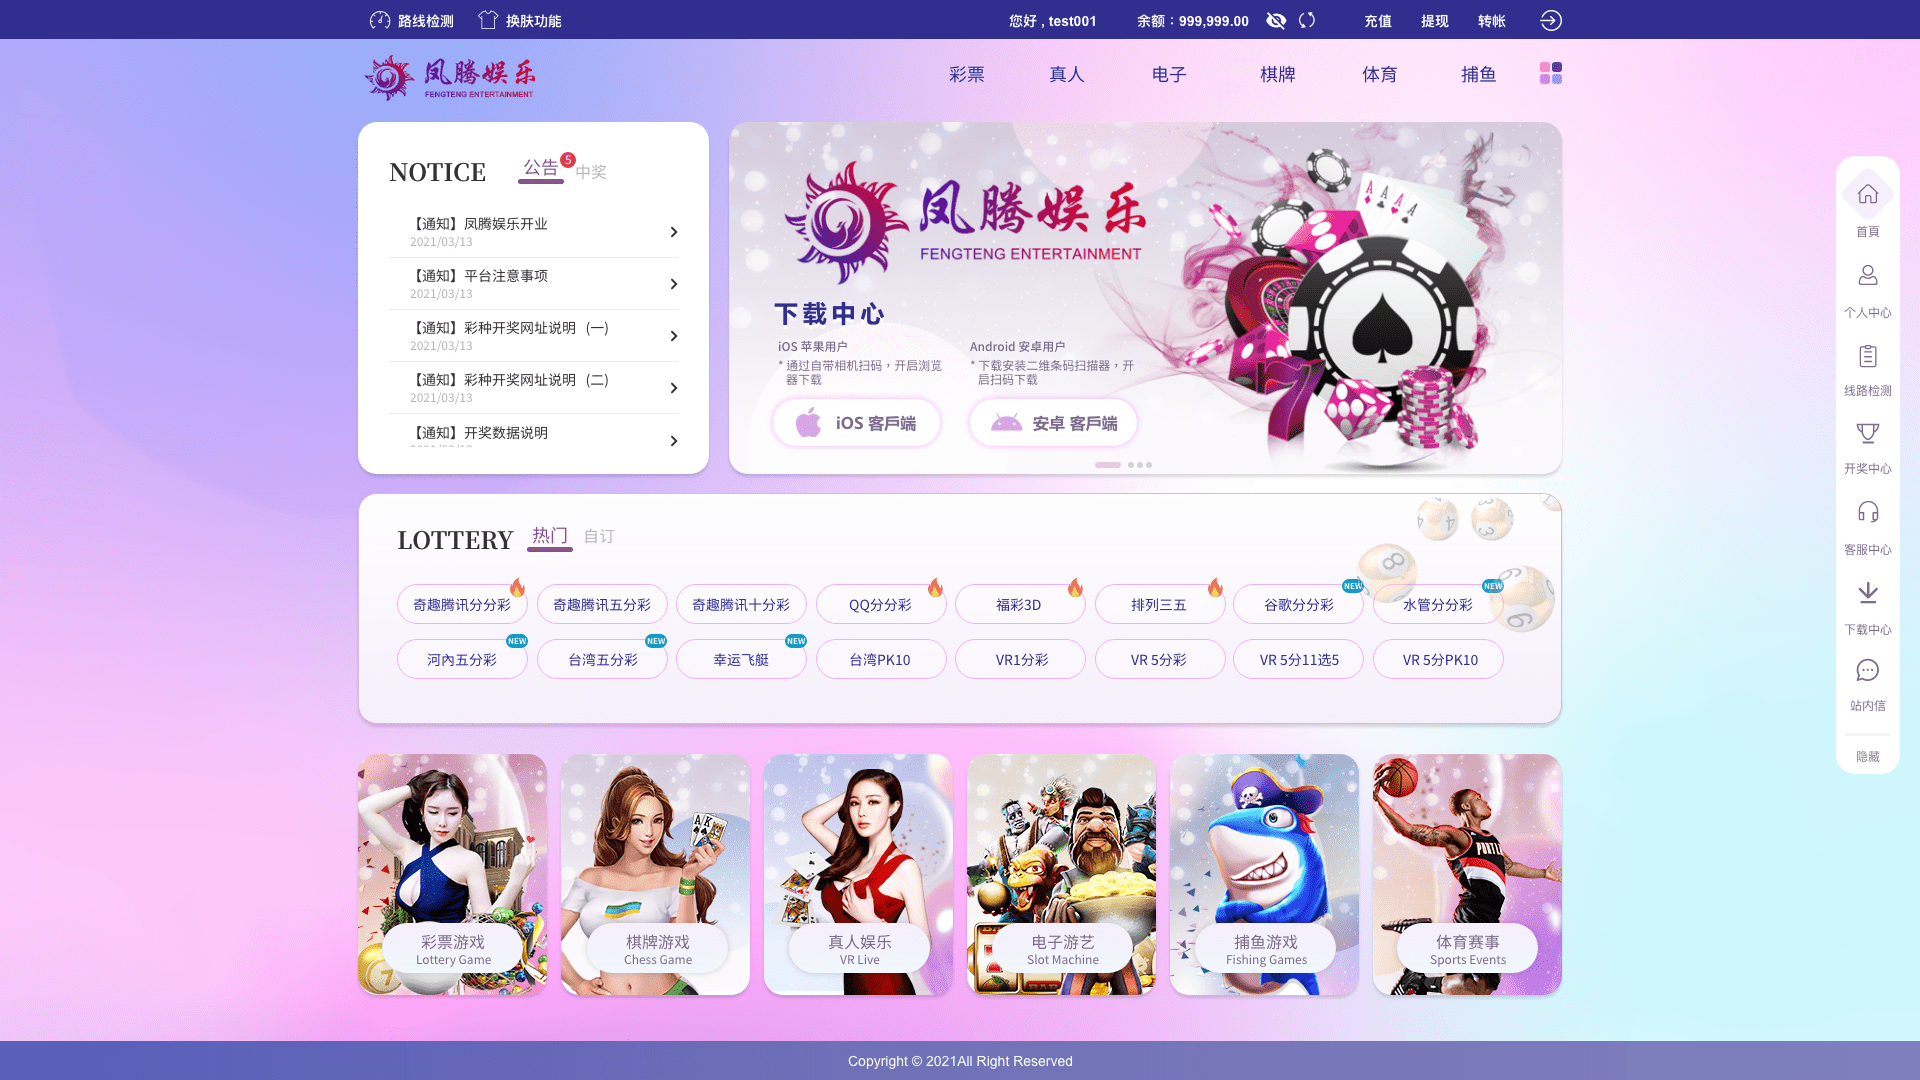 路线检测 换肤功能 您好 , test001 余额：999,999.00 充值 提现 转帐
凤腾娱乐
FENGTENG ENTERTAINMENT
彩票 真人 电子 棋牌 体育 捕鱼
NOTICE 公告 5 中奖
【通知】凤腾娱乐开业
2021/03/13
【通知】平台注意事项
2021/03/13
【通知】彩种开奖网址说明 (一)
2021/03/13
【通知】彩种开奖网址说明 (二)
2021/03/13
【通知】开奖数据说明
凤腾娱乐
FENGTENG ENTERTAINMENT
下载中心
iOS 苹果用户
* 通过自带相机扫码，开启浏览
器下载
iOS 客戶端
Android 安卓用户
* 下载安装二维条码扫描器，开
启扫码下载
安卓 客戶端
首頁
个人中心
线路检测
开奖中心
客服中心
下载中心
站内信
隐藏
LOTTERY 热门 自订
奇趣腾讯分分彩 奇趣腾讯五分彩 奇趣腾讯十分彩 QQ分分彩 福彩3D 排列三五 谷歌分分彩 NEW 水管分分彩 NEW
河內五分彩 NEW 台湾五分彩 NEW 幸运飞艇 NEW 台湾PK10 VR1分彩 VR 5分彩 VR 5分11选5 VR 5分PK10
彩票游戏
Lottery Game
棋牌游戏
Chess Game
真人娱乐
VR Live
电子游艺
Slot Machine
捕鱼游戏
Fishing Games
体育赛事
Sports Events
Copyright © 2021All Right Reserved